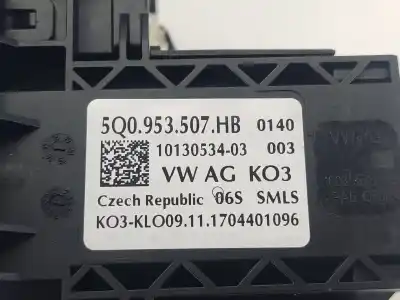 5Q0.953.507.HB 0140
10130534-03 003
VW AG KO3
Czech Republic 06S SMLS
KO3-KLO09.11.1704401096